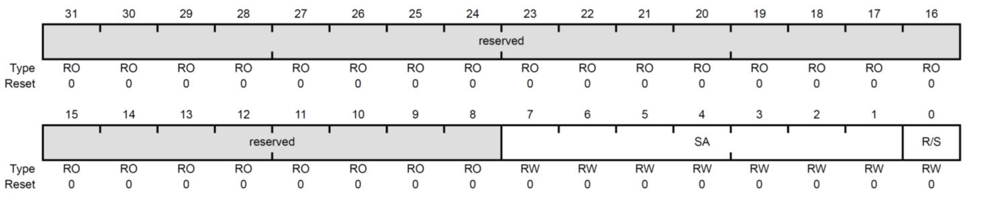 31 30 29 28 27 26 25 24 23 22 21 20 19 18 17 16
reserved
Type RO RO RO RO RO RO RO RO RO RO RO RO RO RO RO RO
Reset 0 0 0 0 0 0 0 0 0 0 0 0 0 0 0 0
15 14 13 12 11 10 9 8 7 6 5 4 3 2 1 0
reserved SA R/S
Type RO RO RO RO RO RO RO RO RW RW RW RW RW RW RW RW
Reset 0 0 0 0 0 0 0 0 0 0 0 0 0 0 0 0